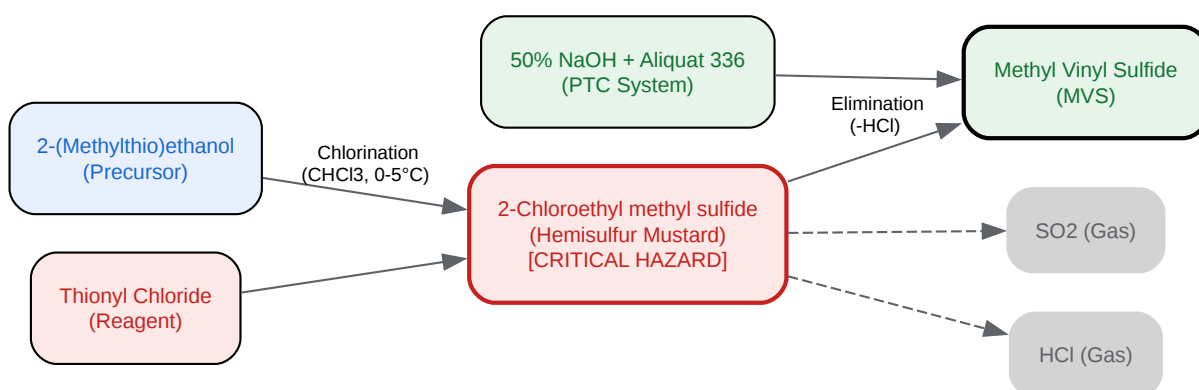 50% NaOH + Aliquat 336
(PTC System)
Methyl Vinyl Sulfide
(MVS)
Elimination
(-HCl)
2-(Methylthio)ethanol
(Precursor)
Chlorination
(CHCl3, 0-5°C)
2-Chloroethyl methyl sulfide
(Hemisulfur Mustard)
[CRITICAL HAZARD]
SO2 (Gas)
Thionyl Chloride
(Reagent)
HCl (Gas)